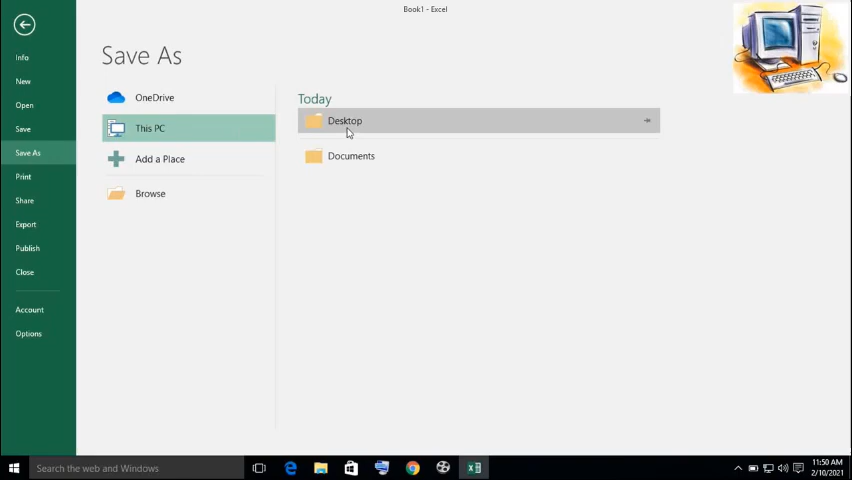 Book1 - Excel
Info
New
Open
Save
Save As
Print
Share
Export
Publish
Close
Account
Options
Save As
OneDrive
This PC
Add a Place
Browse
Today
Desktop
Documents
Search the web and Windows
11:50 AM
2/10/2021